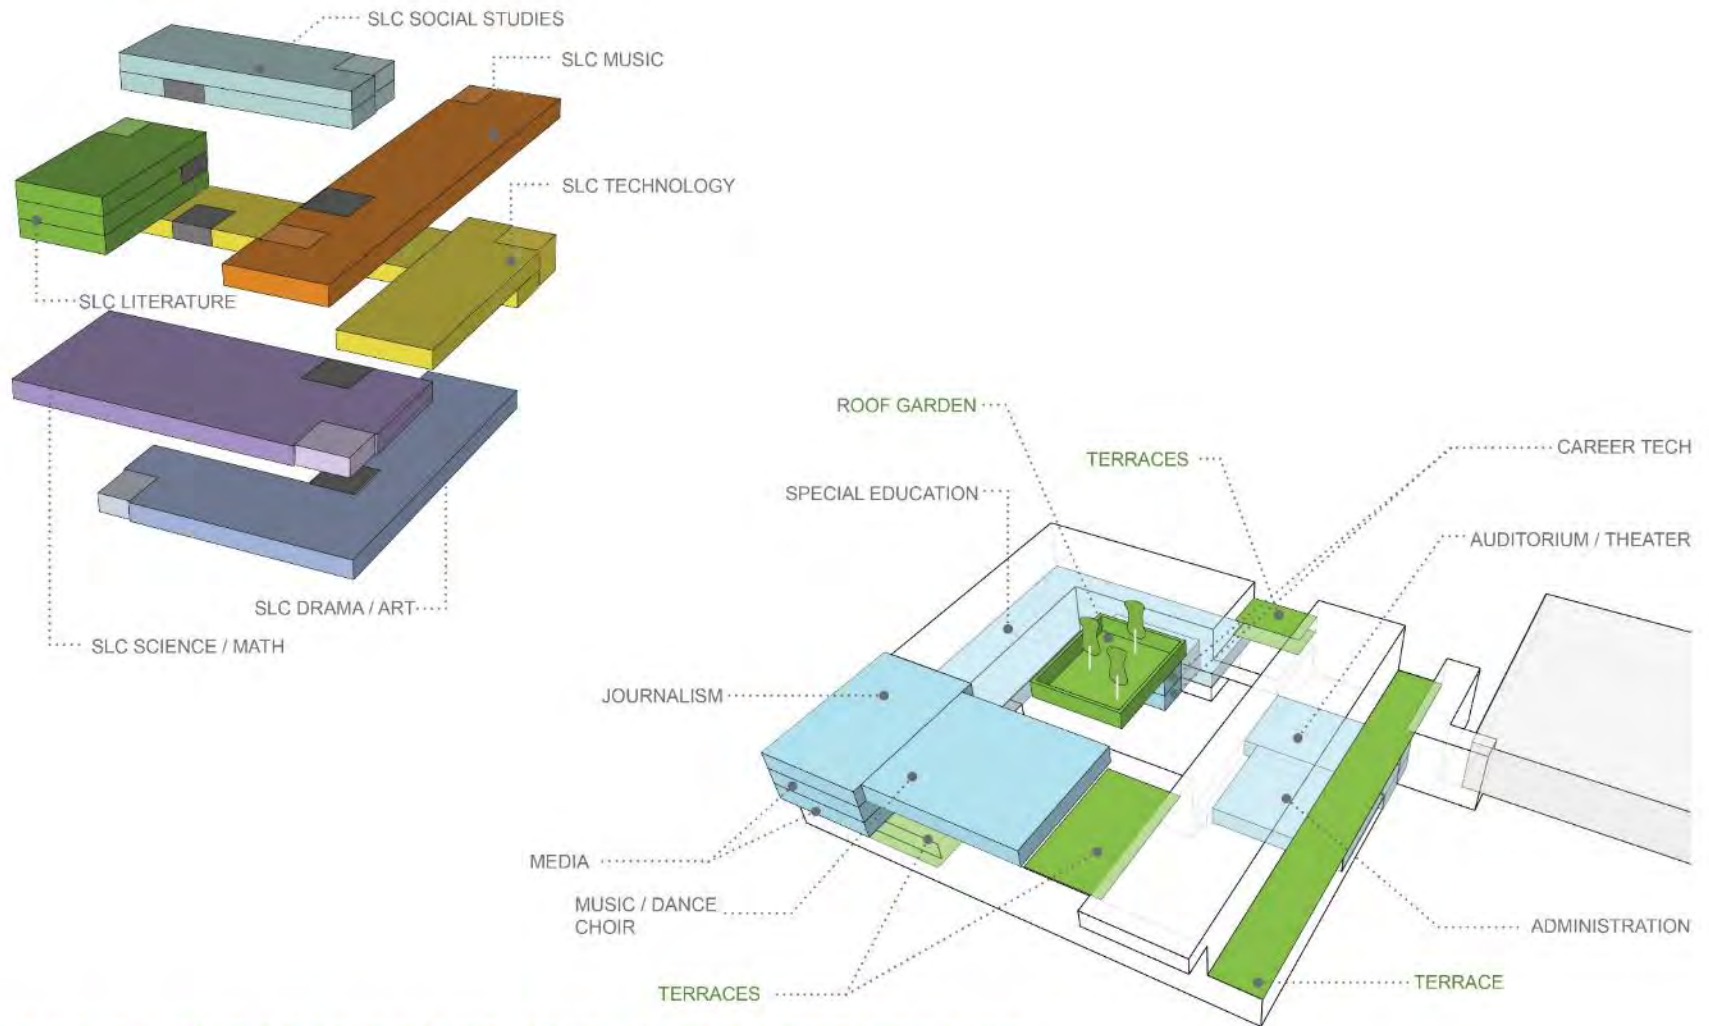 SLC SOCIAL STUDIES
SLC MUSIC
SLC TECHNOLOGY
SLC LITERATURE
SLC DRAMA / ART
SLC SCIENCE / MATH
ROOF GARDEN
TERRACES
CAREER TECH
SPECIAL EDUCATION
AUDITORIUM / THEATER
JOURNALISM
MEDIA
MUSIC / DANCE
CHOIR
ADMINISTRATION
TERRACES
TERRACE